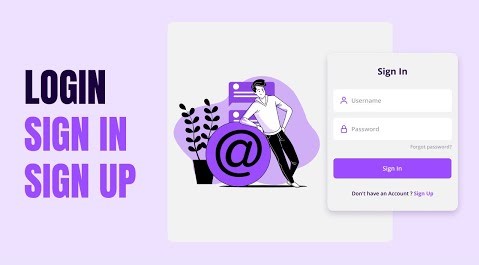 LOGIN
SIGN IN
SIGN UP
@
Sign In
Username
Password
Forgot password?
Sign In
Don't have an Account ? Sign Up